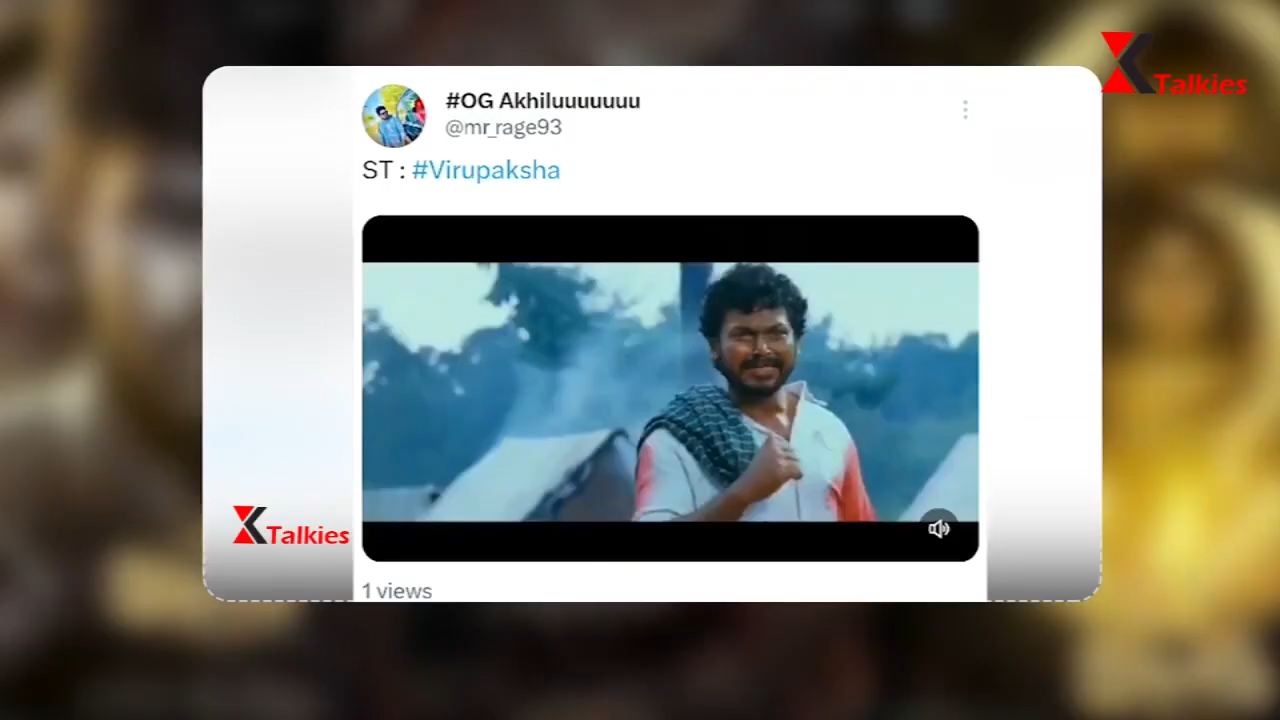 #OG Akhiluuuuuuu
@mr_rage93
ST : #Virupaksha
1 views
K Talkies
K Talkies